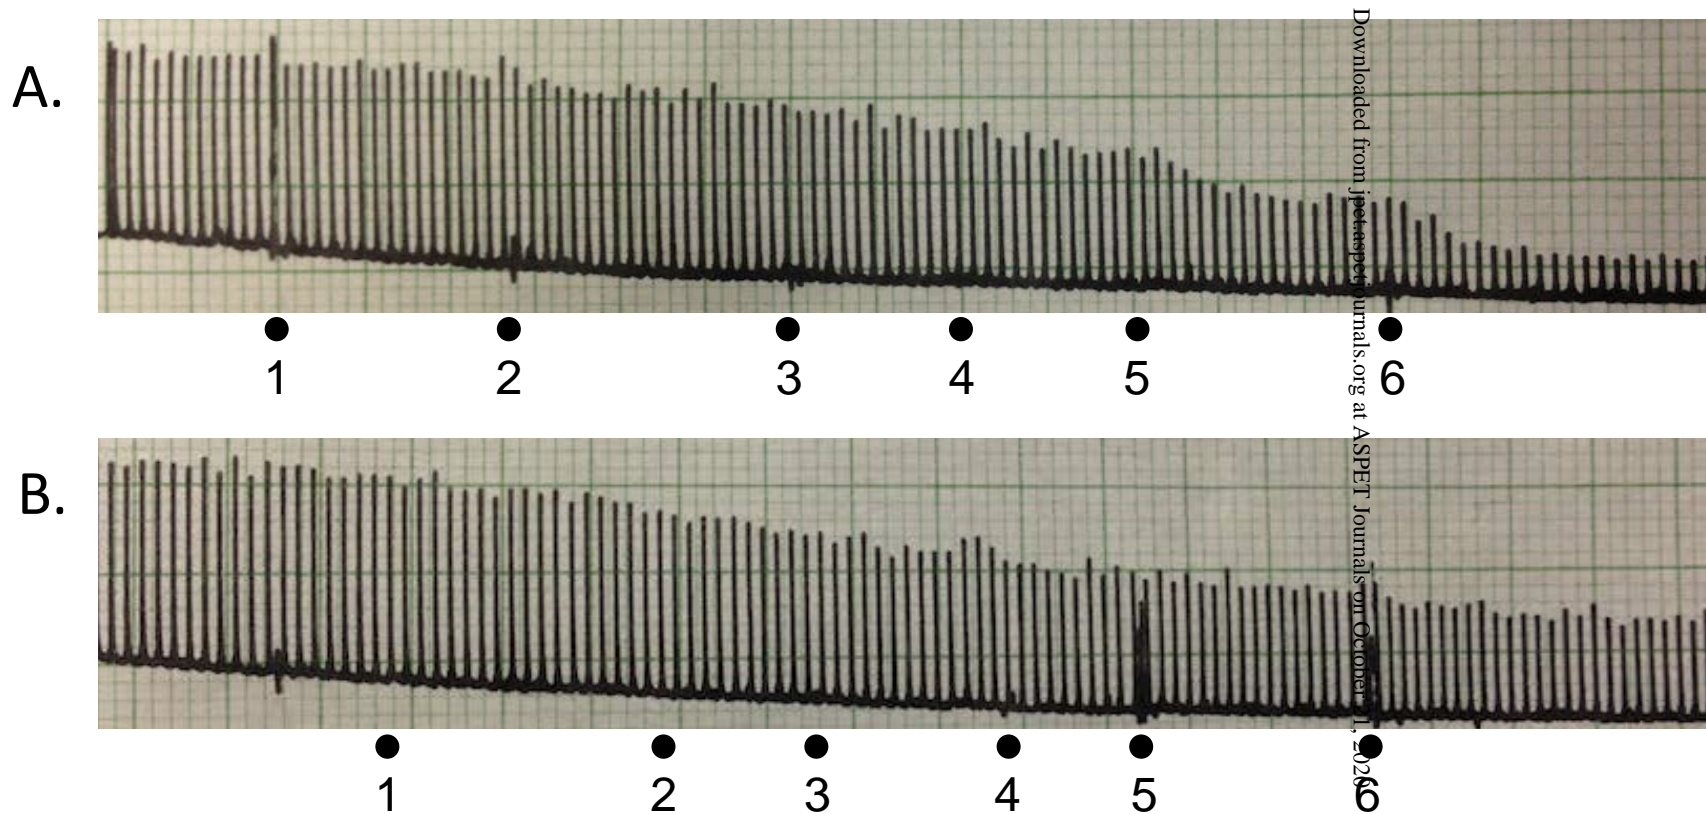 A.
1 2 3 4 5 6
B.
1 2 3 4 5 6
Downloaded from jpet.aspetjournals.org at ASPET Journals on October 11, 2020